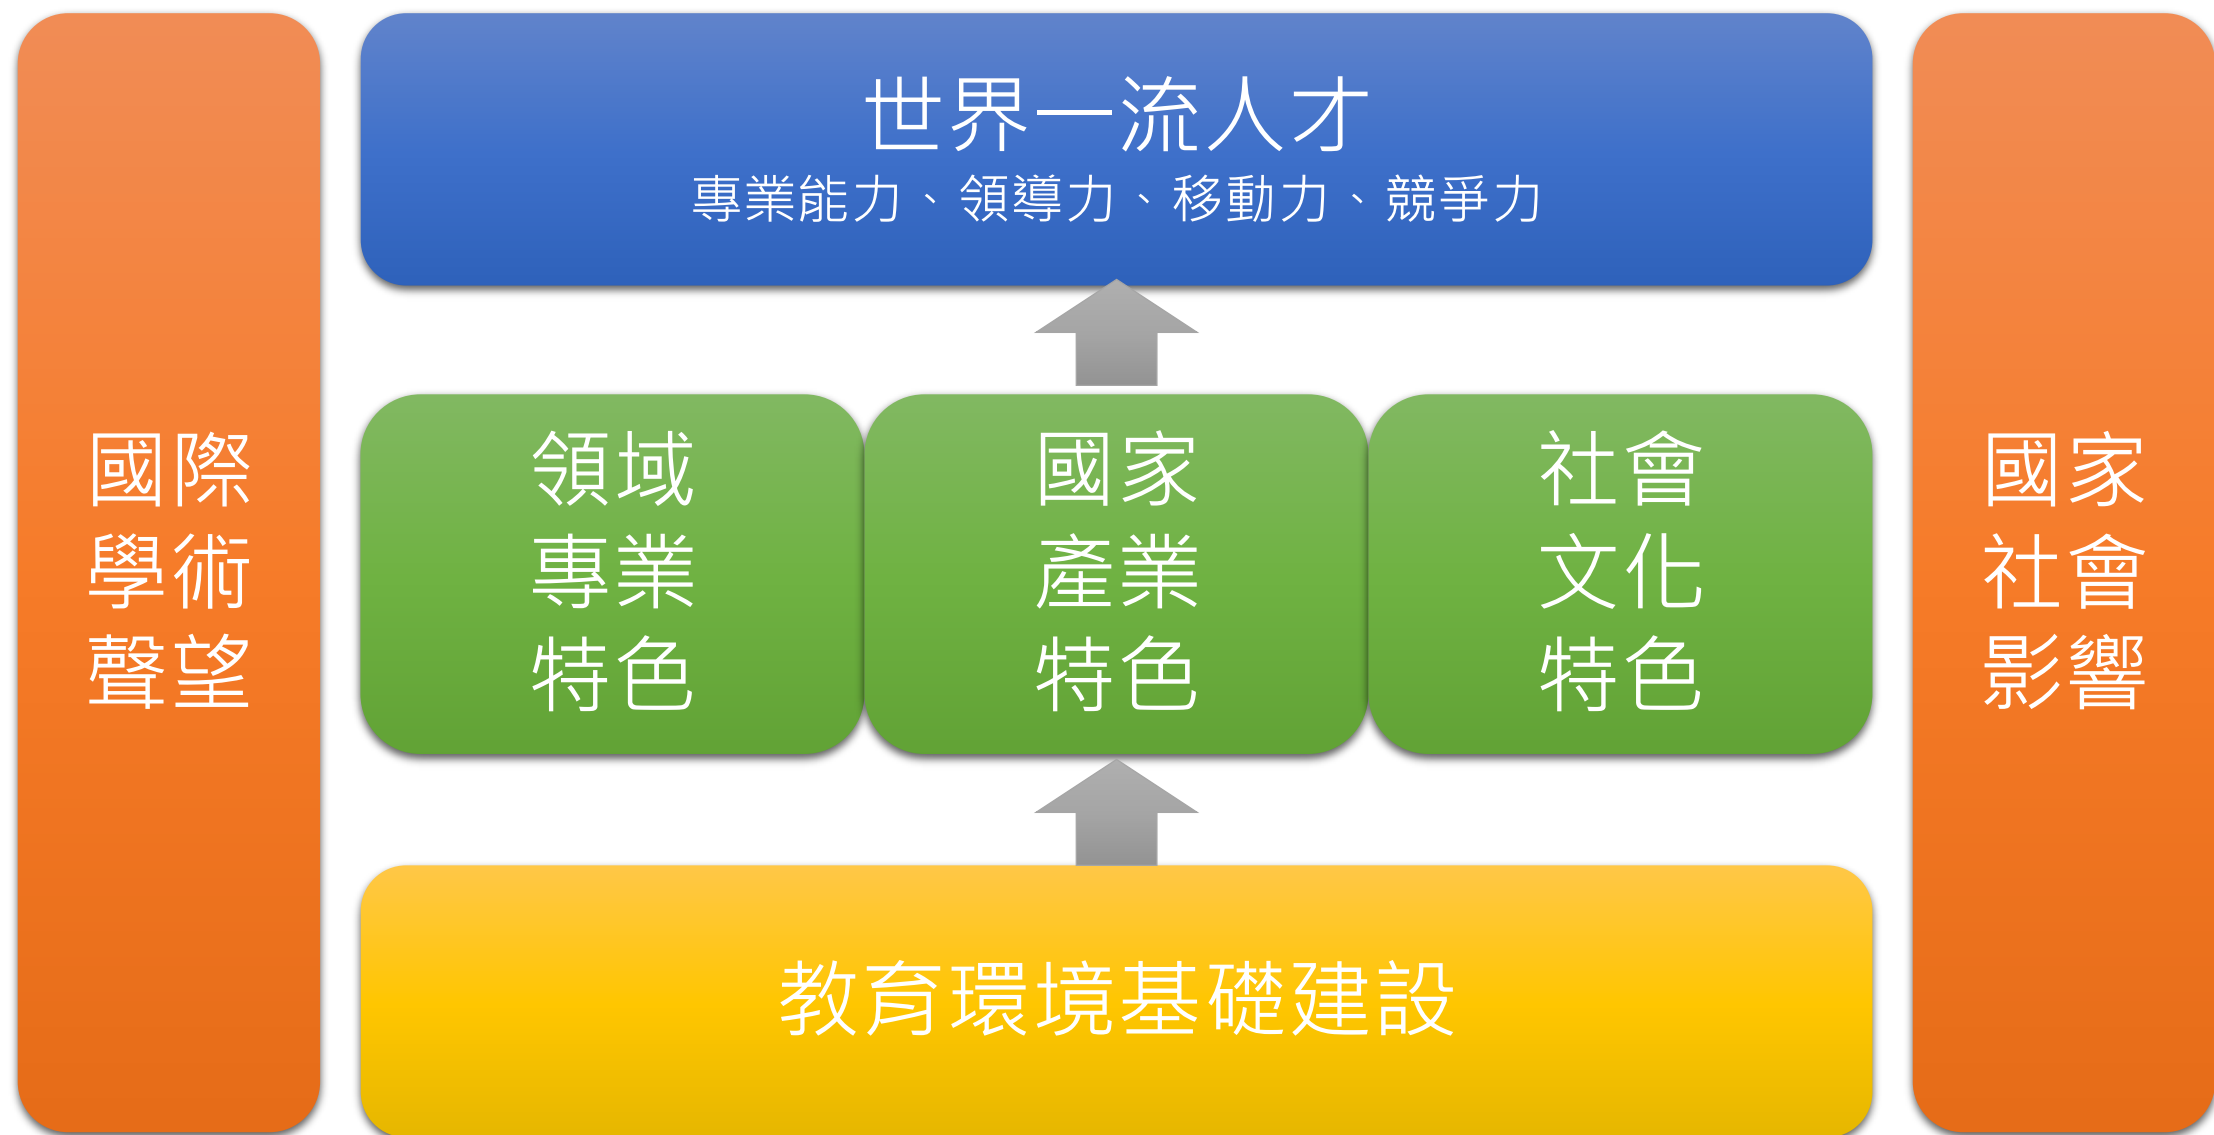 國際
學術
聲望
世界一流人才
專業能力、領導力、移動力、競爭力
領域
專業
特色
國家
產業
特色
社會
文化
特色
教育環境基礎建設
國家
社會
影響